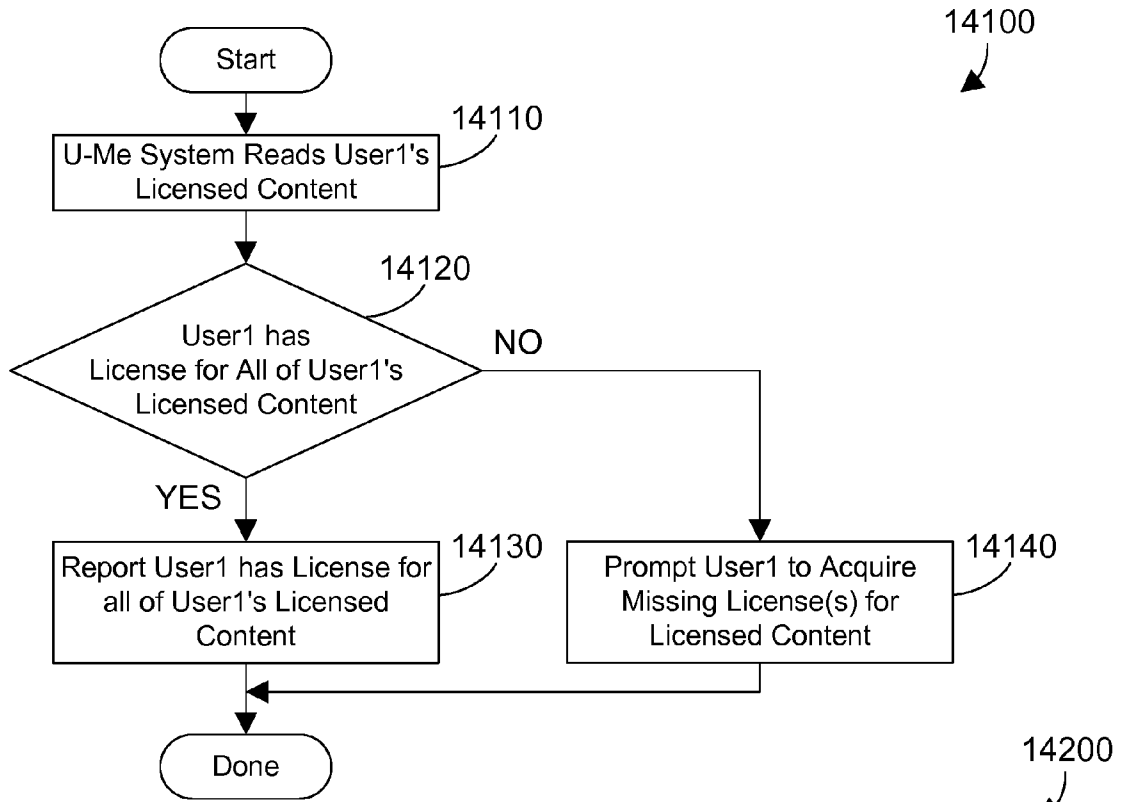 14100
Start
14110
U-Me System Reads User1's
Licensed Content
14120
User1 has
License for All of User1's
Licensed Content
NO
YES
14130
Report User1 has License for
all of User1's Licensed
Content
14140
Prompt User1 to Acquire
Missing License(s) for
Licensed Content
Done
14200